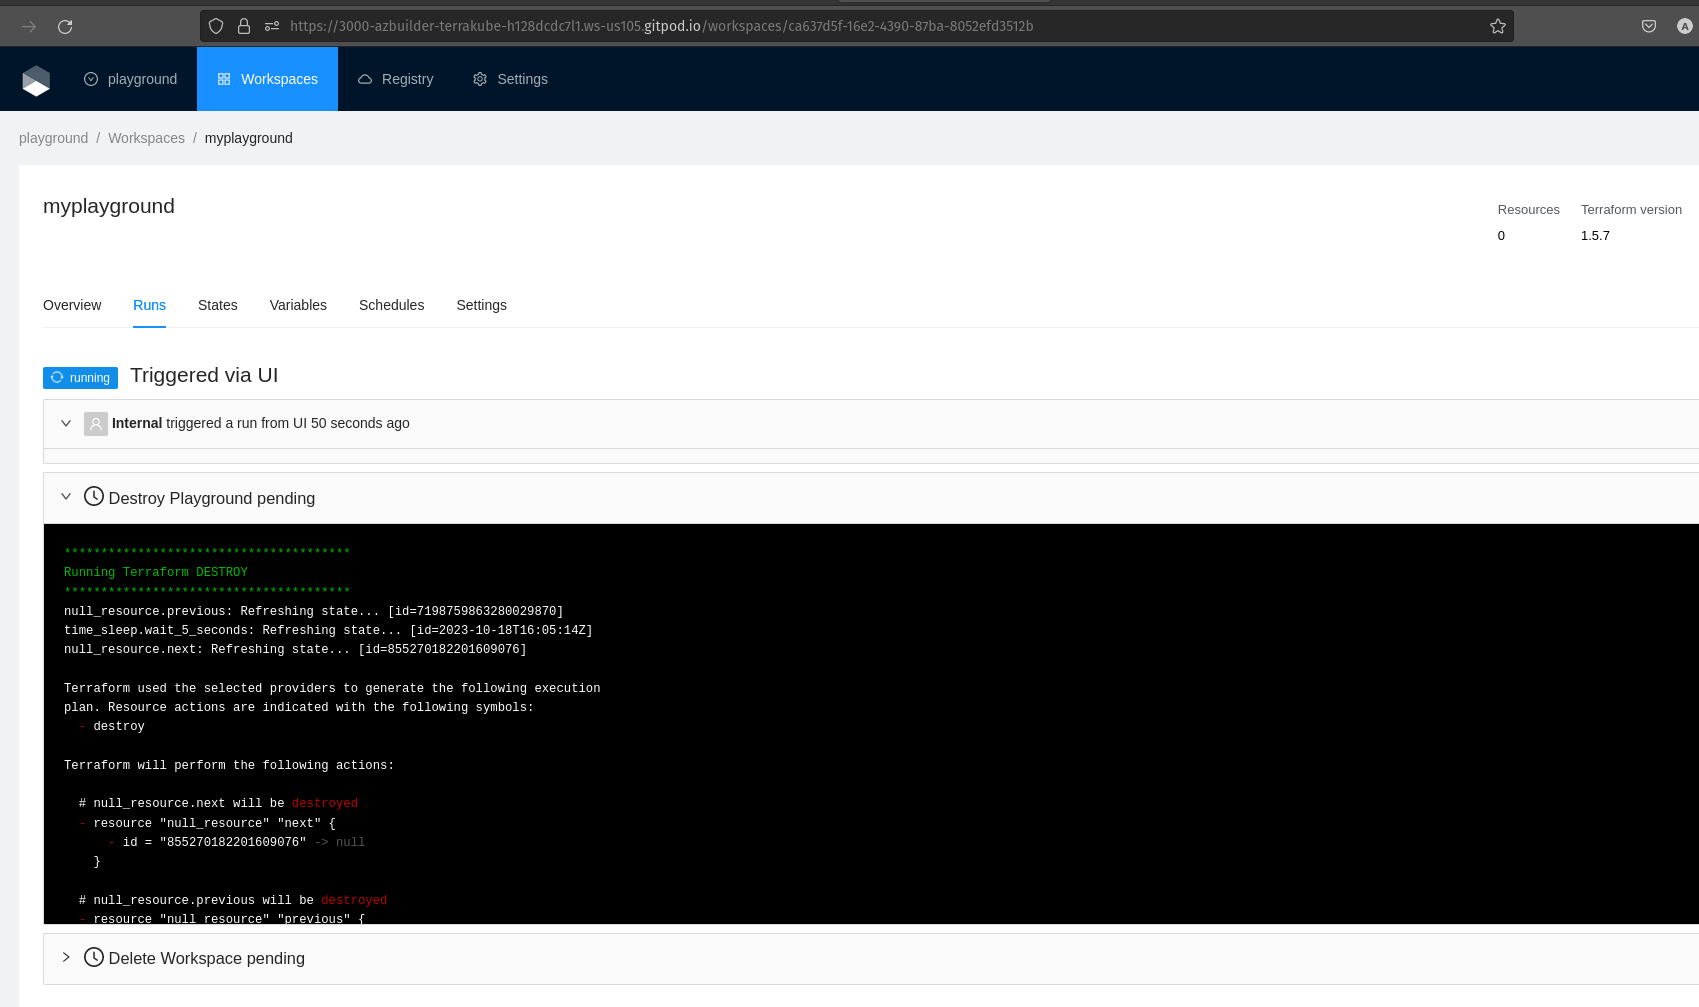 https://3000-azbuilder-terrakube-h128dcdc7l1.ws-us105.gitpod.io/workspaces/ca637d5f-16e2-4390-87ba-8052efd3512b
A
playground Workspaces Registry Settings
playground / Workspaces / myplayground
myplayground
Resources Terraform version
0 1.5.7
Overview Runs States Variables Schedules Settings
running Triggered via UI
Internal triggered a run from UI 50 seconds ago
Destroy Playground pending
***************************************
Running Terraform DESTROY
***************************************
null_resource.previous: Refreshing state... [id=7198759863280029870]
time_sleep.wait_5_seconds: Refreshing state... [id=2023-10-18T16:05:14Z]
null_resource.next: Refreshing state... [id=855270182201609076]
Terraform used the selected providers to generate the following execution
plan. Resource actions are indicated with the following symbols:
- destroy
Terraform will perform the following actions:
# null_resource.next will be destroyed
- resource "null_resource" "next" {
- id = "855270182201609076" -> null
}
# null_resource.previous will be destroyed
- resource "null_resource" "previous" {
Delete Workspace pending